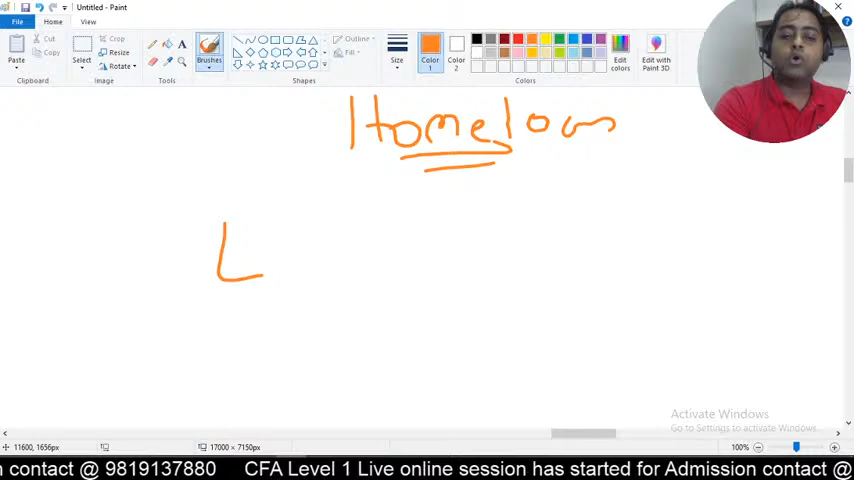 Untitled - Paint
File Home View
Paste Cut Copy Clipboard
Select Crop Resize Rotate Image
Tools
Brushes
Outline Fill Shapes
Size
Color 1 Color 2 Colors
Edit colors
Edit with Paint 3D
Home loan
L
Activate Windows
Go to Settings to activate Windows.
11600, 1656px 17000 × 7150px 100%
n contact @ 9819137880 CFA Level 1 Live online session has started for Admission contact @